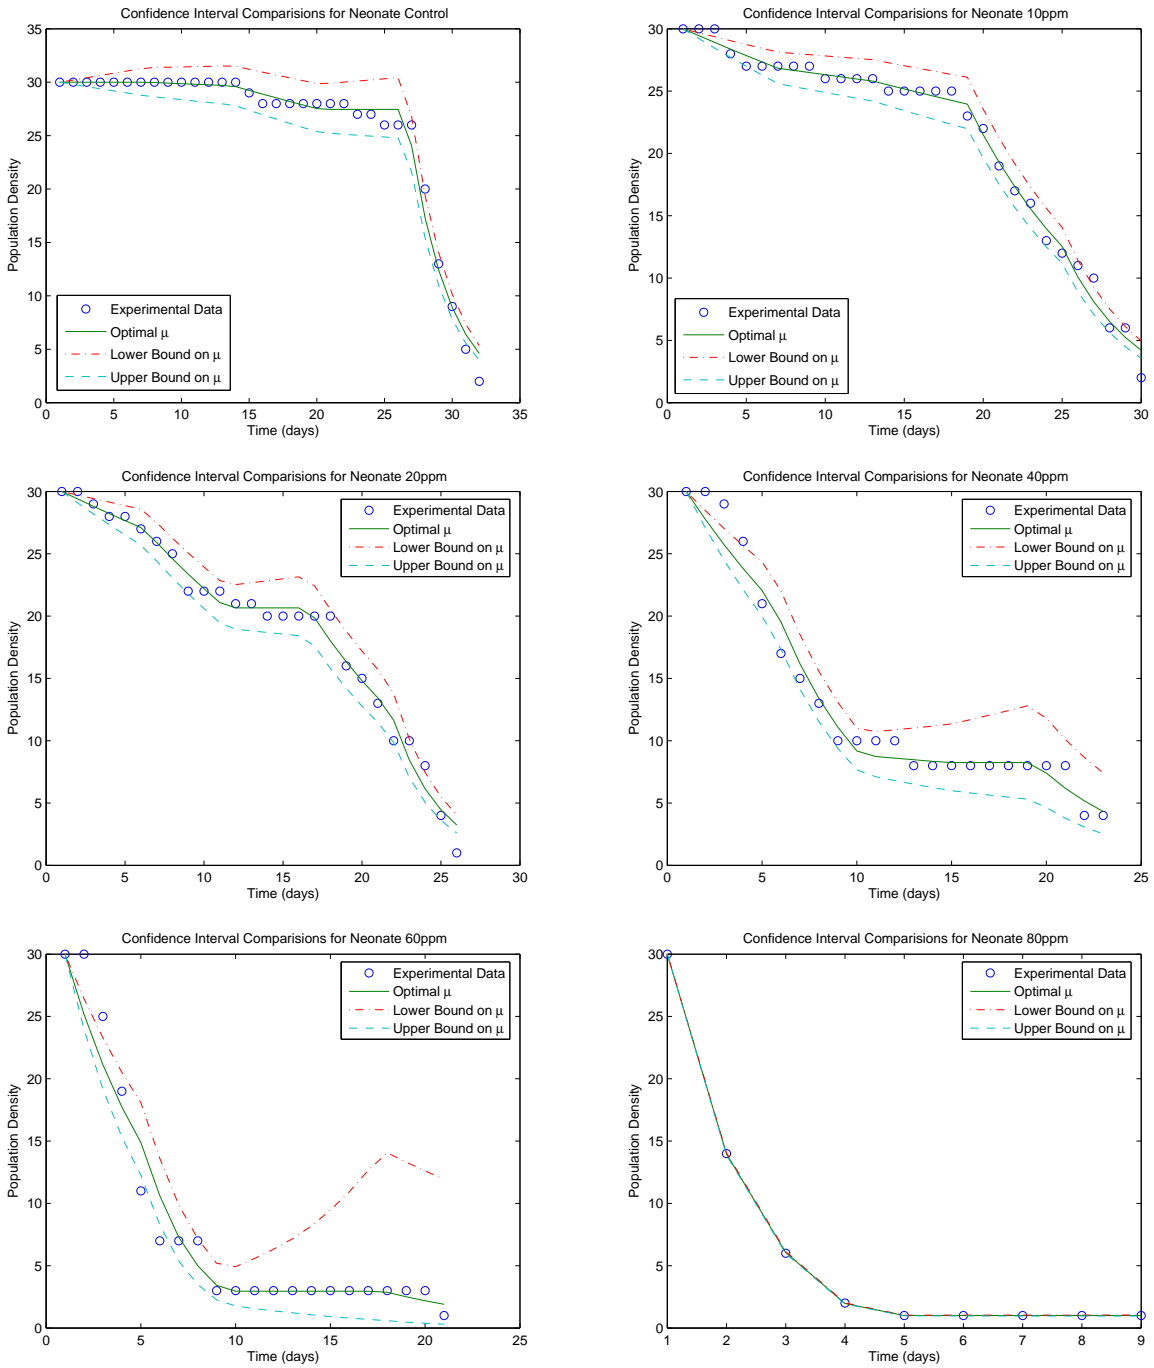 Confidence Interval Comparisions for Neonate Control
35
30
25
20
15
10
5
0
Population Density
Experimental Data
Optimal μ
Lower Bound on μ
Upper Bound on μ
0 5 10 15 20 25 30 35
Time (days)
Confidence Interval Comparisions for Neonate 10ppm
30
25
20
15
10
5
0
Population Density
Experimental Data
Optimal μ
Lower Bound on μ
Upper Bound on μ
0 5 10 15 20 25 30
Time (days)
Confidence Interval Comparisions for Neonate 20ppm
30
25
20
15
10
5
0
Population Density
Experimental Data
Optimal μ
Lower Bound on μ
Upper Bound on μ
0 5 10 15 20 25 30
Time (days)
Confidence Interval Comparisions for Neonate 40ppm
30
25
20
15
10
5
0
Population Density
Experimental Data
Optimal μ
Lower Bound on μ
Upper Bound on μ
0 5 10 15 20 25
Time (days)
Confidence Interval Comparisions for Neonate 60ppm
30
25
20
15
10
5
0
Population Density
Experimental Data
Optimal μ
Lower Bound on μ
Upper Bound on μ
0 5 10 15 20 25
Time (days)
Confidence Interval Comparisions for Neonate 80ppm
30
25
20
15
10
5
0
Population Density
Experimental Data
Optimal μ
Lower Bound on μ
Upper Bound on μ
1 2 3 4 5 6 7 8 9
Time (days)